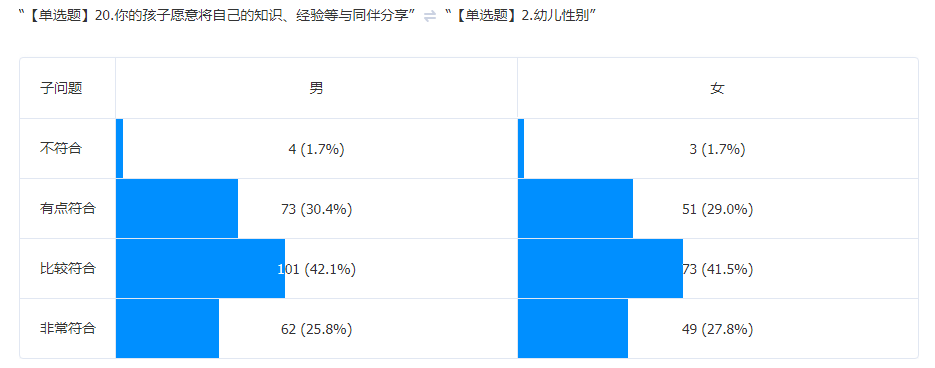 “【单选题】20.你的孩子愿意将自己的知识、经验等与同伴分享” ⇌ “【单选题】2.幼儿性别”
子问题 男 女
不符合 4 (1.7%) 3 (1.7%)
有点符合 73 (30.4%) 51 (29.0%)
比较符合 101 (42.1%) 73 (41.5%)
非常符合 62 (25.8%) 49 (27.8%)